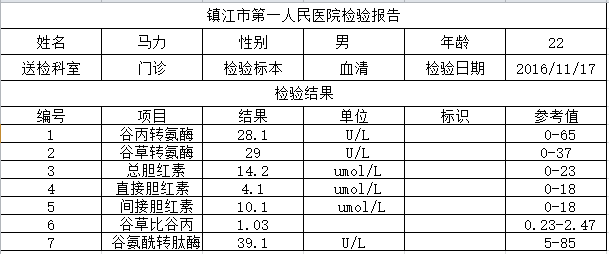 镇江市第一人民医院检验报告
姓名 马力 性别 男 年龄 22
送检科室 门诊 检验标本 血清 检验日期 2016/11/17
检验结果
编号 项目 结果 单位 标识 参考值
1 谷丙转氨酶 28.1 U/L 0-65
2 谷草转氨酶 29 U/L 0-37
3 总胆红素 14.2 umol/L 0-23
4 直接胆红素 4.1 umol/L 0-18
5 间接胆红素 10.1 umol/L 0-18
6 谷草比谷丙 1.03 0.23-2.47
7 谷氨酰转肽酶 39.1 U/L 5-85